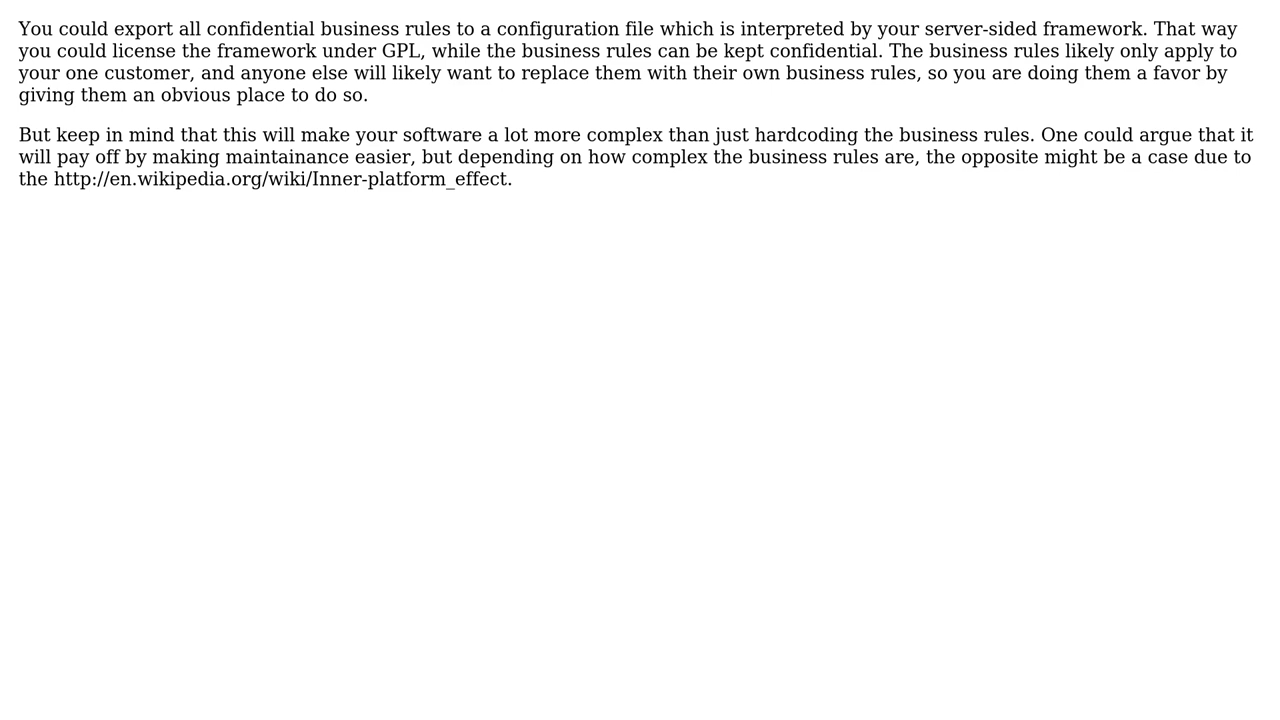 You could export all confidential business rules to a configuration file which is interpreted by your server-sided framework. That way
you could license the framework under GPL, while the business rules can be kept confidential. The business rules likely only apply to
your one customer, and anyone else will likely want to replace them with their own business rules, so you are doing them a favor by
giving them an obvious place to do so.
But keep in mind that this will make your software a lot more complex than just hardcoding the business rules. One could argue that it
will pay off by making maintainance easier, but depending on how complex the business rules are, the opposite might be a case due to
the http://en.wikipedia.org/wiki/Inner-platform_effect.